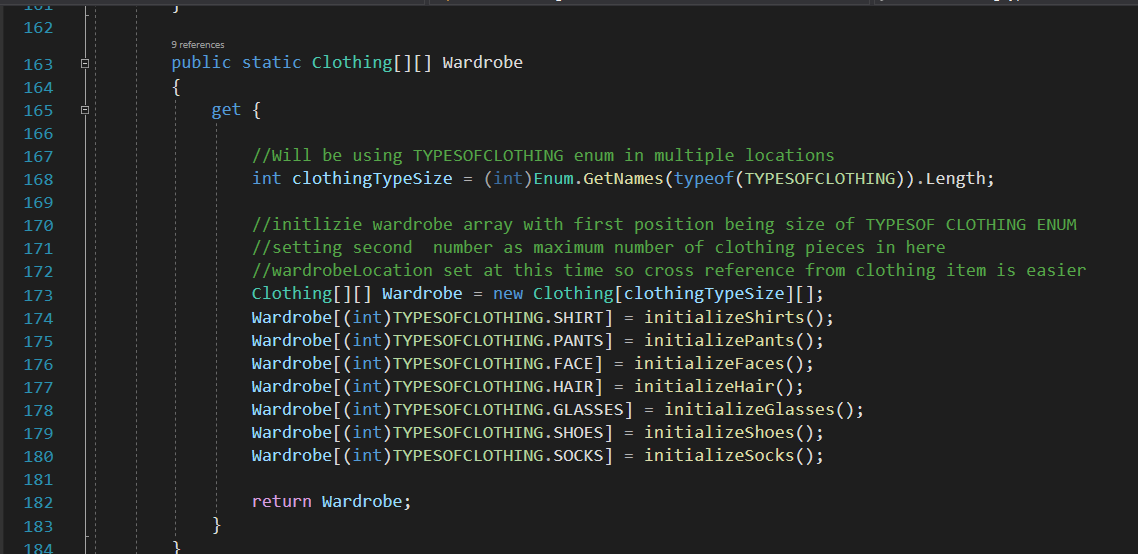 162
9 references
163 public static Clothing[][] Wardrobe
164 {
165 get {
166
167 //Will be using TYPESOFCLOTHING enum in multiple locations
168 int clothingTypeSize = (int)Enum.GetNames(typeof(TYPESOFCLOTHING)).Length;
169
170 //initlizie wardrobe array with first position being size of TYPESOF CLOTHING ENUM
171 //setting second  number as maximum number of clothing pieces in here
172 //wardrobeLocation set at this time so cross reference from clothing item is easier
173 Clothing[][] Wardrobe = new Clothing[clothingTypeSize][];
174 Wardrobe[(int)TYPESOFCLOTHING.SHIRT] = initializeShirts();
175 Wardrobe[(int)TYPESOFCLOTHING.PANTS] = initializePants();
176 Wardrobe[(int)TYPESOFCLOTHING.FACE] = initializeFaces();
177 Wardrobe[(int)TYPESOFCLOTHING.HAIR] = initializeHair();
178 Wardrobe[(int)TYPESOFCLOTHING.GLASSES] = initializeGlasses();
179 Wardrobe[(int)TYPESOFCLOTHING.SHOES] = initializeShoes();
180 Wardrobe[(int)TYPESOFCLOTHING.SOCKS] = initializeSocks();
181
182 return Wardrobe;
183 }
184 }